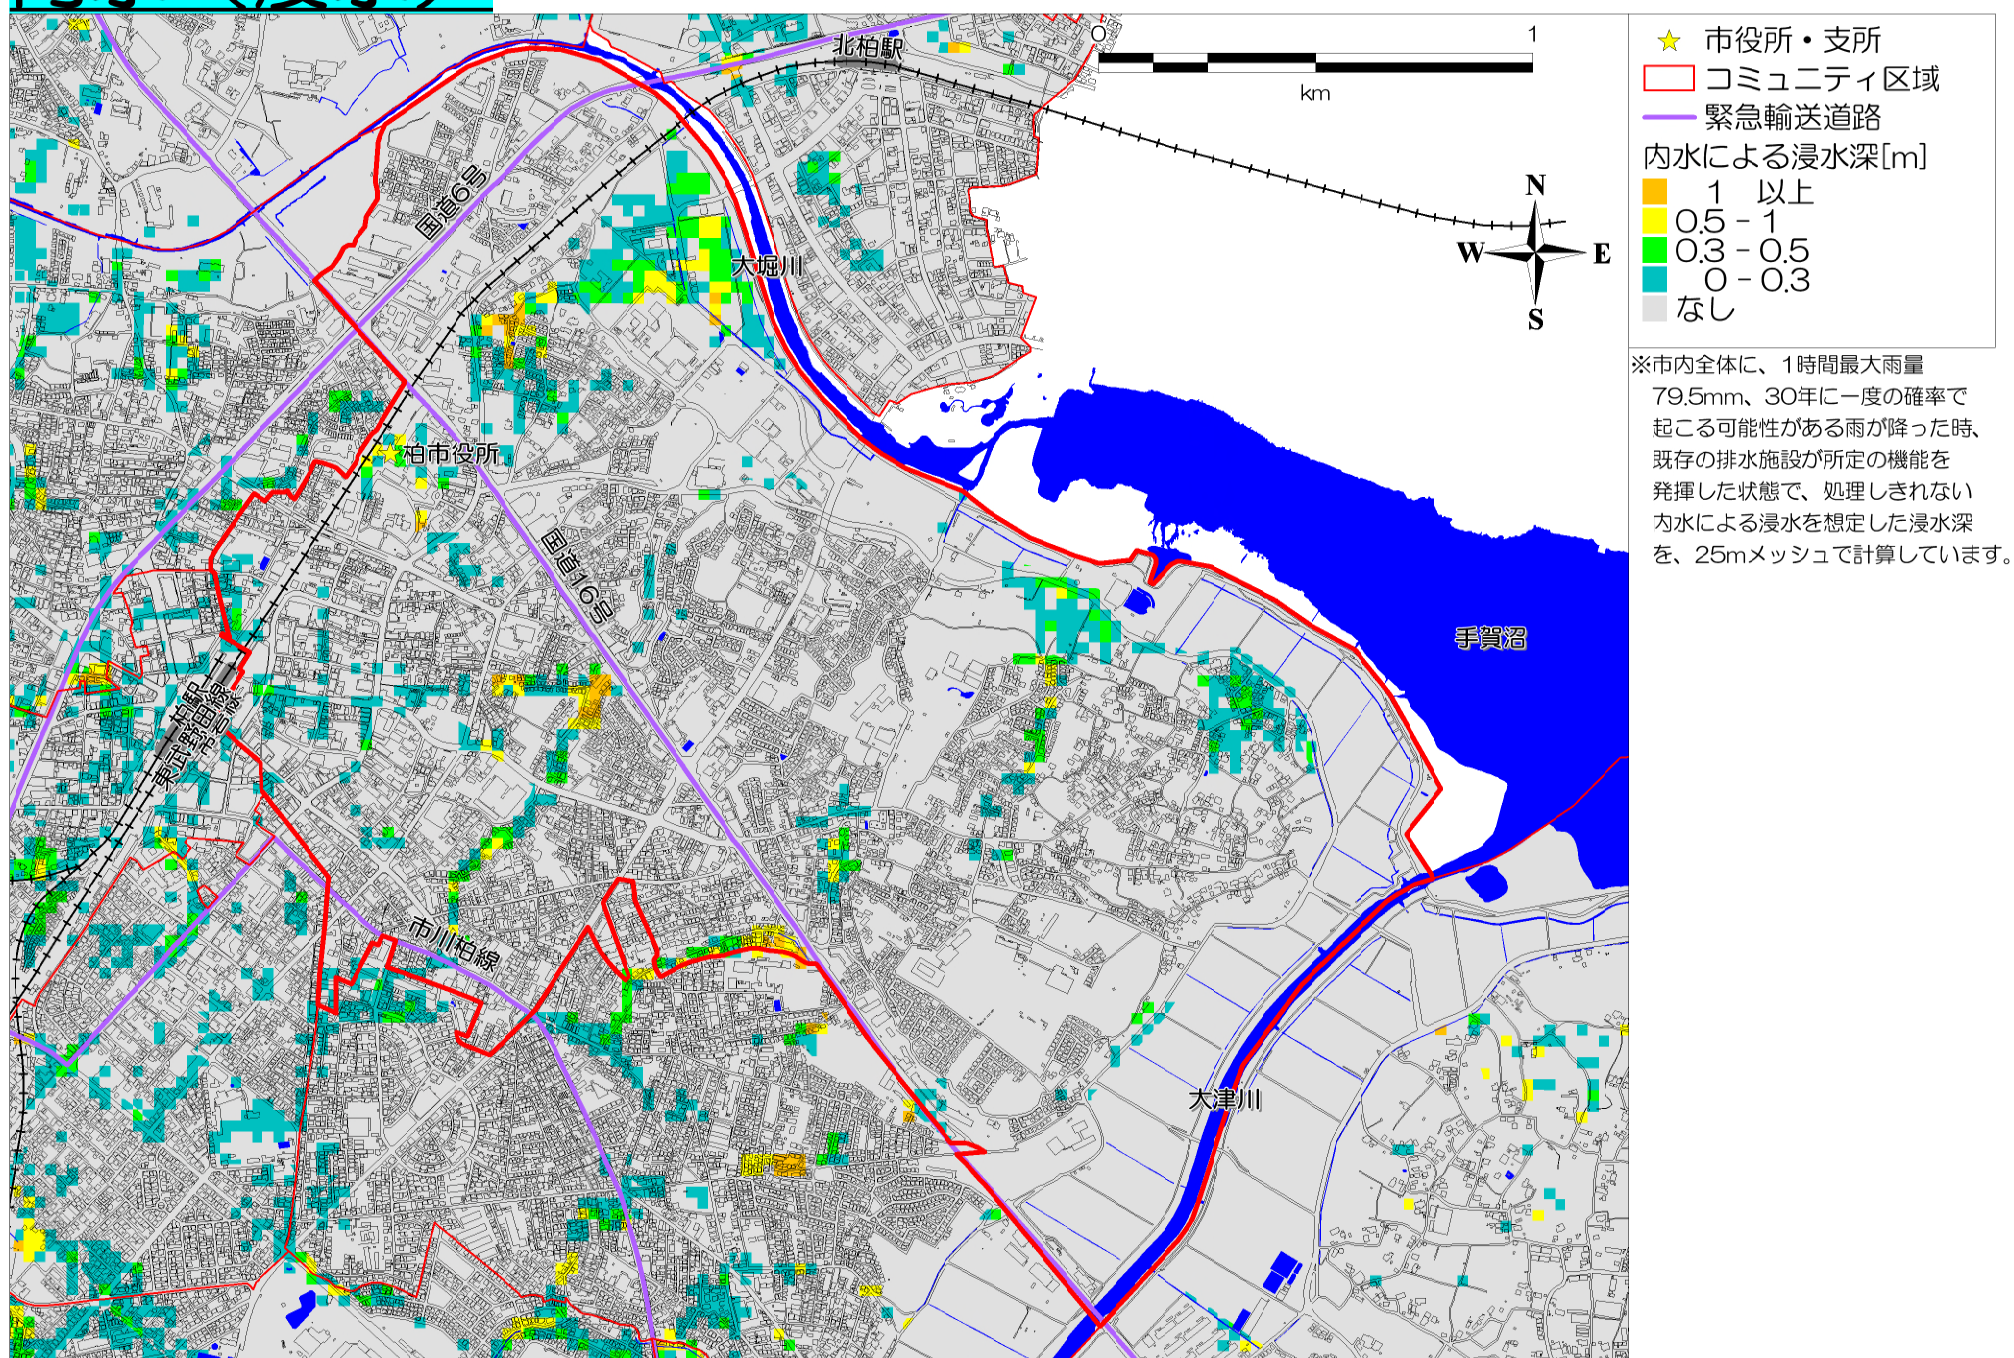 北柏駅
0
1
km
N
W
E
S
国道6号
大堀川
柏市役所
国道16号
手賀沼
柏駅
市川柏線
大津川
市役所・支所
コミュニティ区域
緊急輸送道路
内水による浸水深[m]
1 以上
0.5 - 1
0.3 - 0.5
0 - 0.3
なし
※市内全体に、1時間最大雨量
79.5mm、30年に一度の確率で
起こる可能性がある雨が降った時、
既存の排水施設が所定の機能を
発揮した状態で、処理しきれない
内水による浸水を想定した浸水深
を、25mメッシュで計算しています。